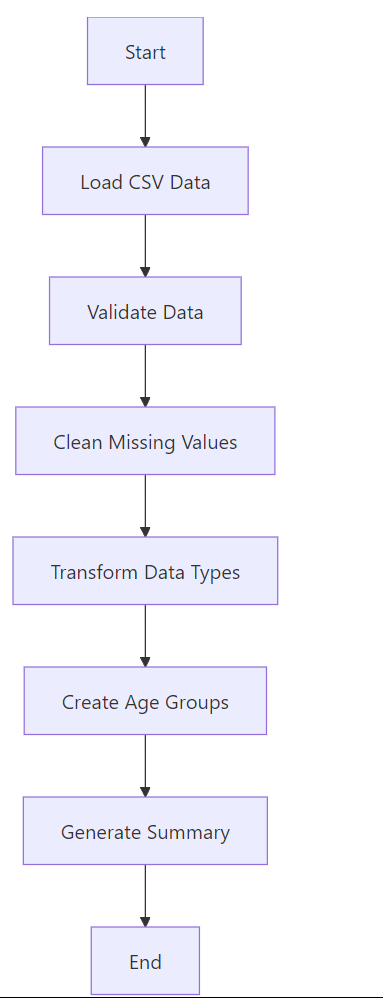 Start
Load CSV Data
Validate Data
Clean Missing Values
Transform Data Types
Create Age Groups
Generate Summary
End